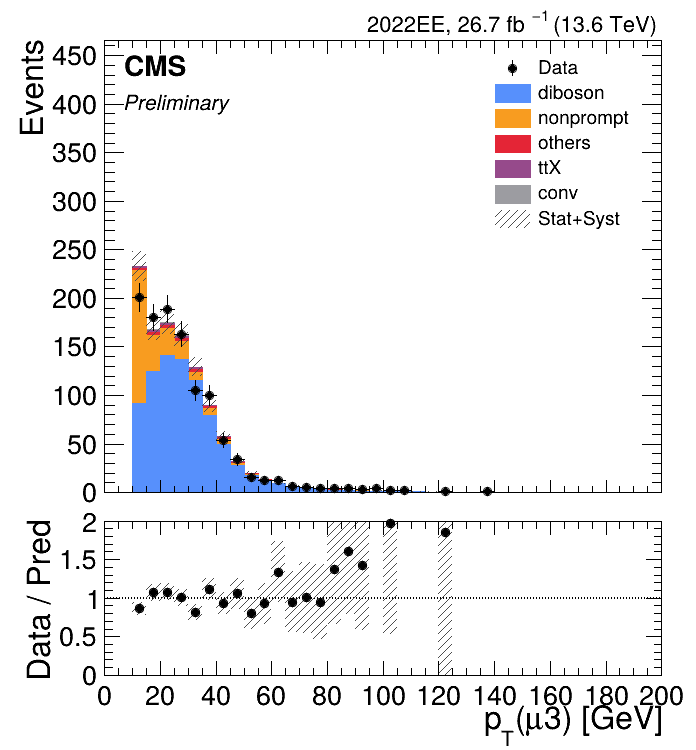 2022EE, 26.7 fb⁻¹ (13.6 TeV)
CMS
Preliminary
Events
450
400
350
300
250
200
150
100
50
0
Data
diboson
nonprompt
others
ttX
conv
Stat+Syst
Data / Pred
2
1.5
1
0.5
0
0 20 40 60 80 100 120 140 160 180 200
p_T(μ3) [GeV]